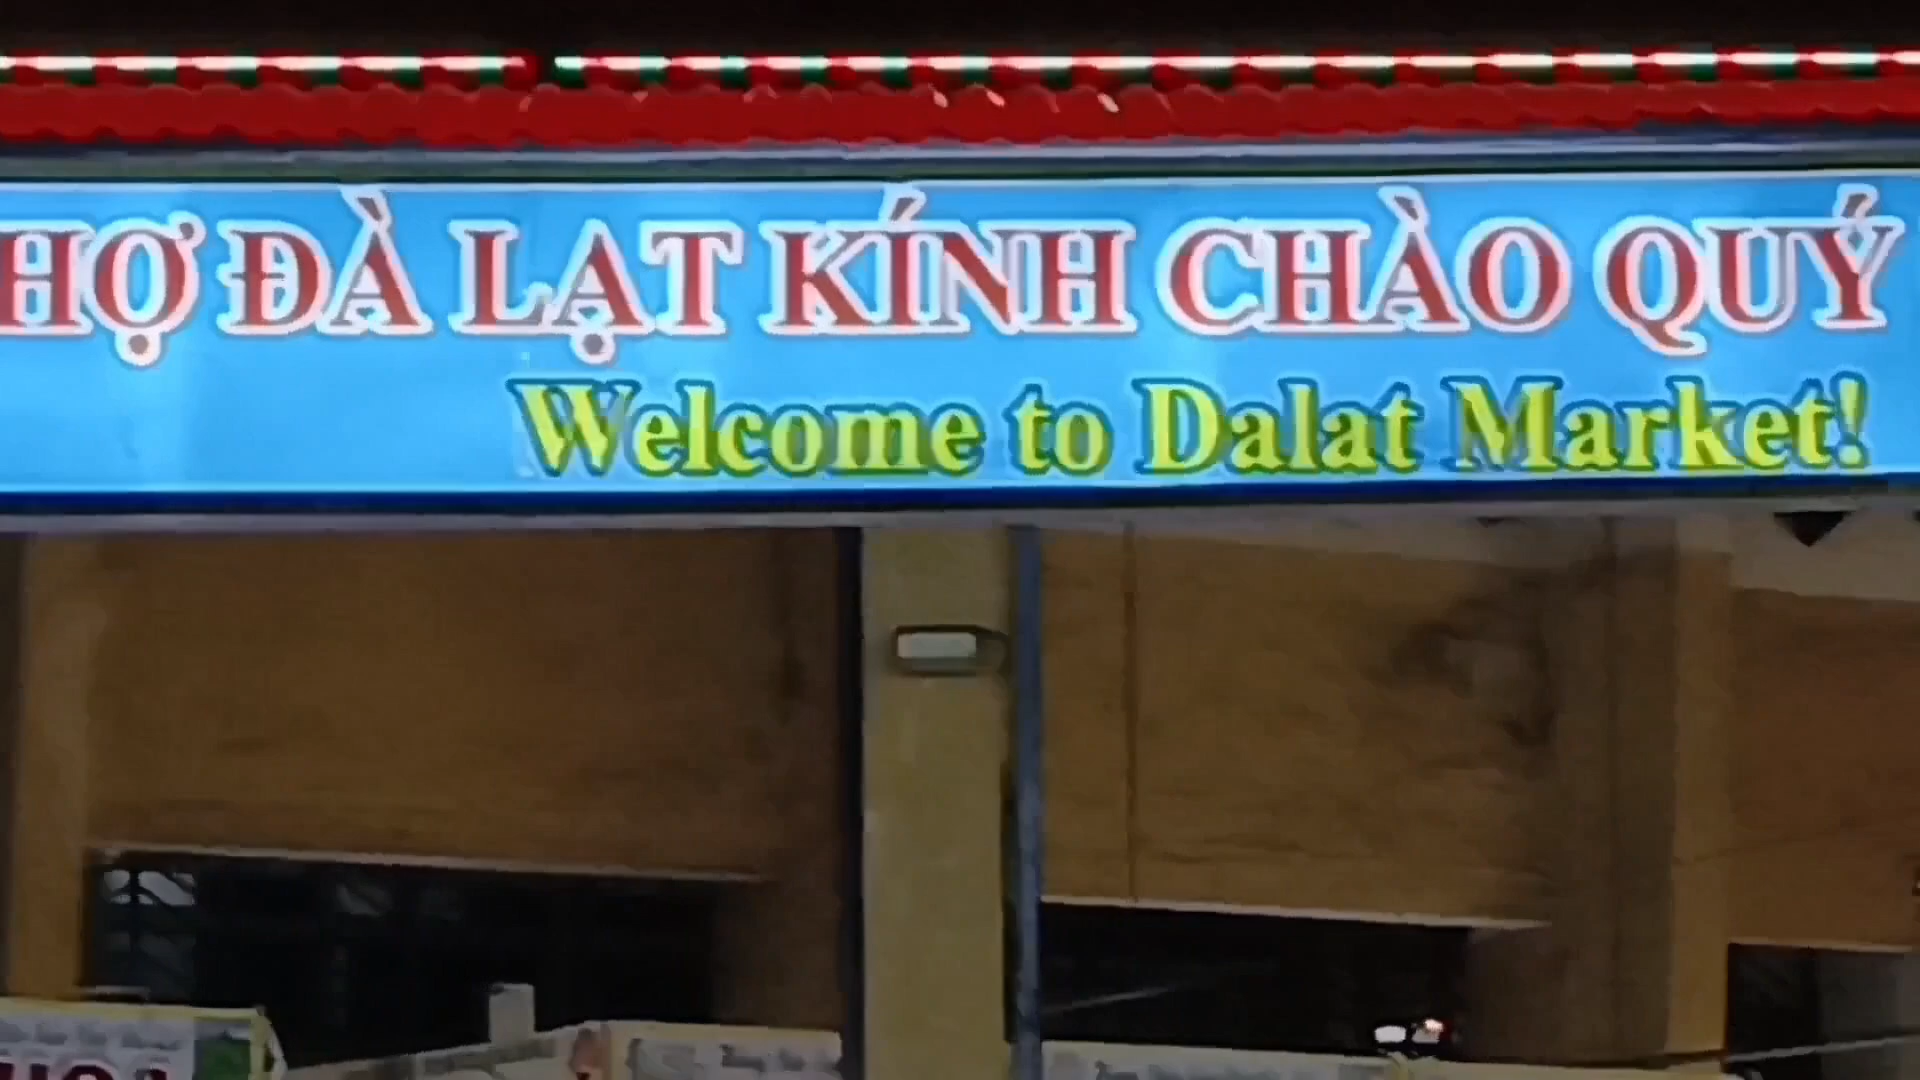 HỢ ĐÀ LẠT KÍNH CHÀO QUÝ
Welcome to Dalat Market!